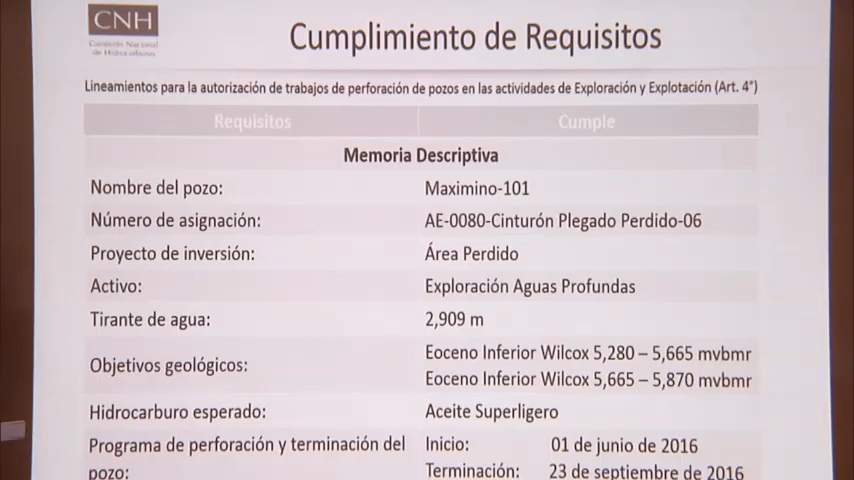 CNH
Comisión Nacional
de Hidrocarburos
Cumplimiento de Requisitos
Lineamientos para la autorización de trabajos de perforación de pozos en las actividades de Exploración y Explotación (Art. 4°)
Requisitos Cumple
Memoria Descriptiva
Nombre del pozo: Maximino-101
Número de asignación: AE-0080-Cinturón Plegado Perdido-06
Proyecto de inversión: Área Perdido
Activo: Exploración Aguas Profundas
Tirante de agua: 2,909 m
Objetivos geológicos: Eoceno Inferior Wilcox 5,280 – 5,665 mvbmr
Eoceno Inferior Wilcox 5,665 – 5,870 mvbmr
Hidrocarburo esperado: Aceite Superligero
Programa de perforación y terminación del Inicio: 01 de junio de 2016
pozo: Terminación: 23 de septiembre de 2016